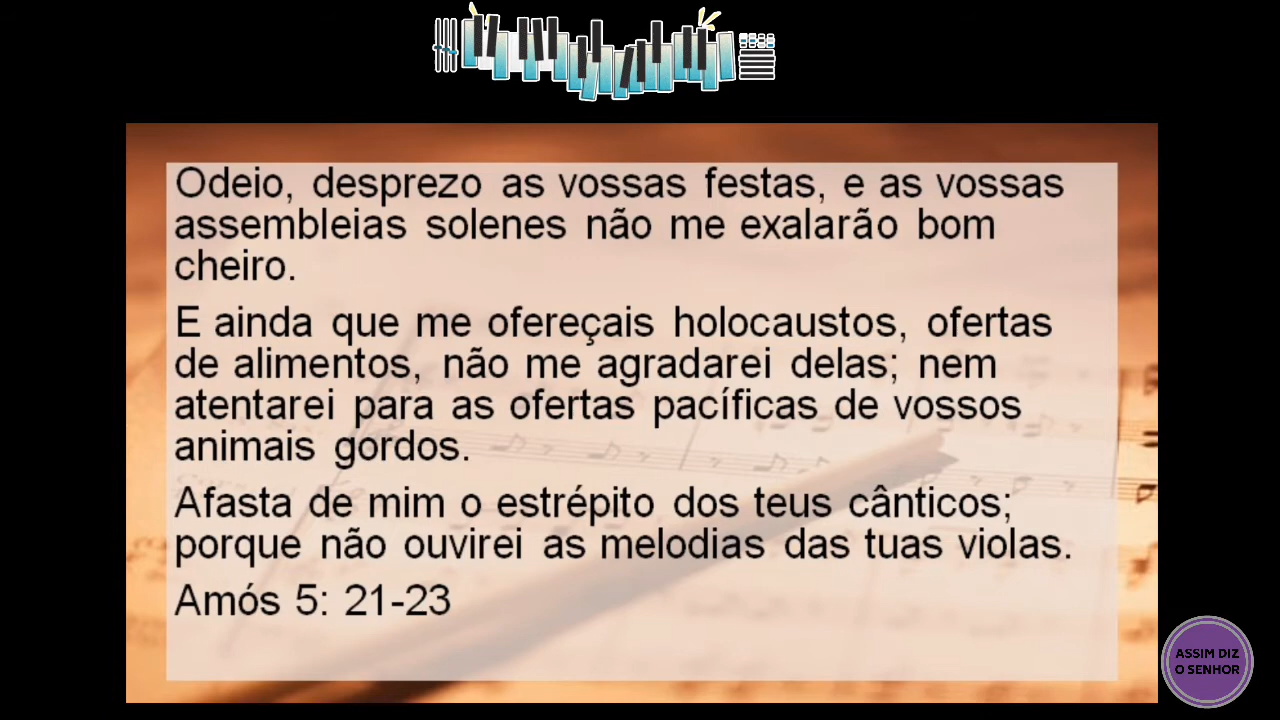 Odeio, desprezo as vossas festas, e as vossas
assembleias solenes não me exalarão bom
cheiro.
E ainda que me ofereçais holocaustos, ofertas
de alimentos, não me agradarei delas; nem
atentarei para as ofertas pacíficas de vossos
animais gordos.
Afasta de mim o estrépito dos teus cânticos;
porque não ouvirei as melodias das tuas violas.
Amós 5: 21-23
ASSIM DIZ
O SENHOR